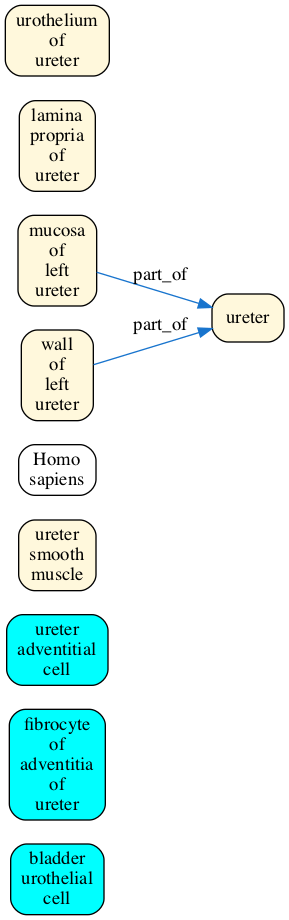 urothelium
of
ureter
lamina
propria
of
ureter
mucosa
of
left
ureter
part_of
ureter
part_of
wall
of
left
ureter
Homo
sapiens
ureter
smooth
muscle
ureter
adventitial
cell
fibrocyte
of
adventitia
of
ureter
bladder
urothelial
cell